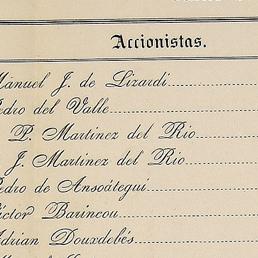 Accionistas.
Manuel J. de Lizardi
Pedro del Valle
P. Martinez del Rio
J. Martinez del Rio
Pedro de Ansoátegui
Victor Barincou
Adrian Douxdebés